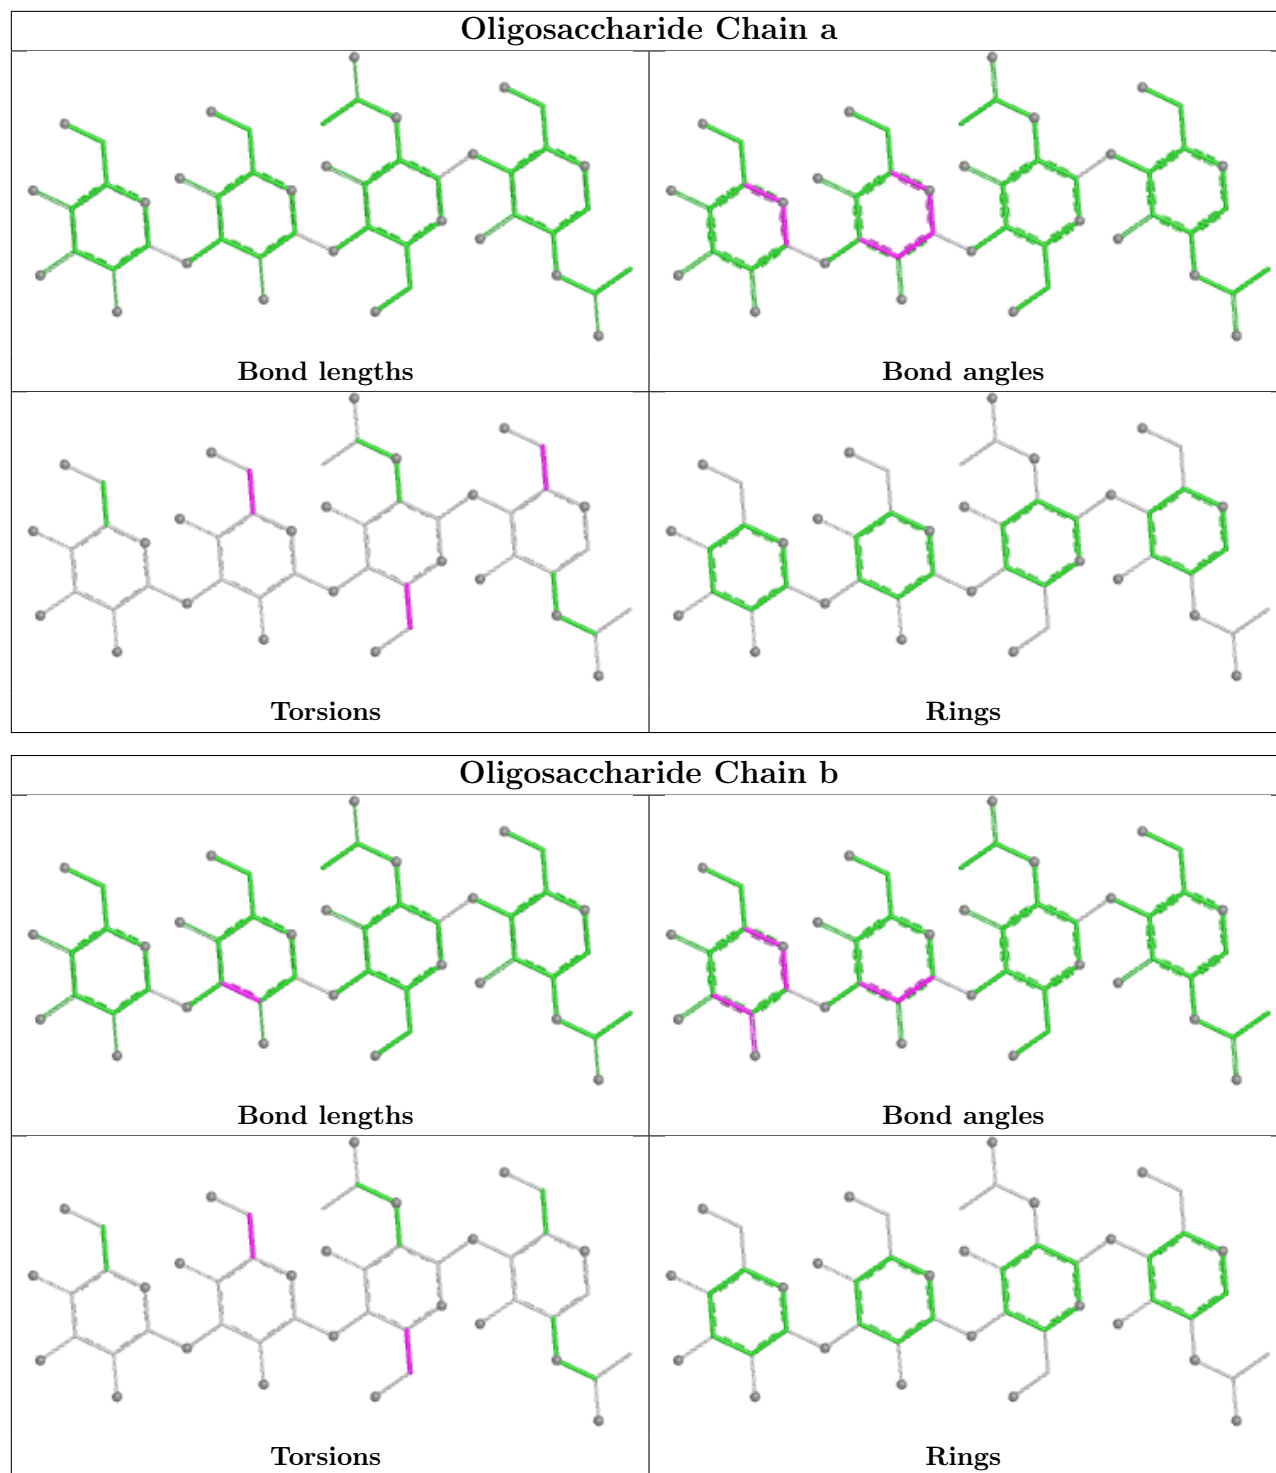 Oligosaccharide Chain a
Bond lengths
Bond angles
Torsions
Rings
Oligosaccharide Chain b
Bond lengths
Bond angles
Torsions
Rings